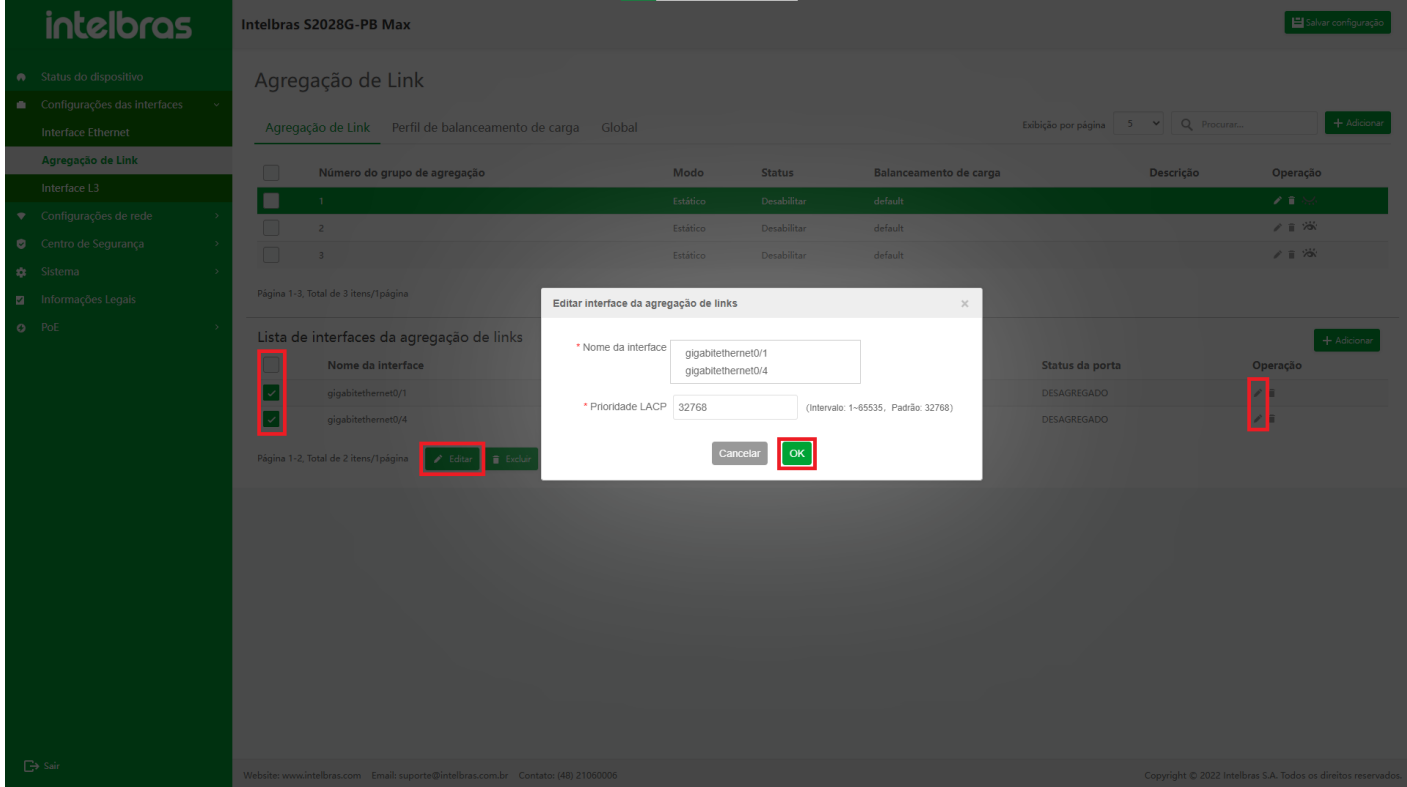 intelbras
Intelbras S2028G-PB Max
Salvar configuração
Status do dispositivo
Configurações das interfaces
Interface Ethernet
Agregação de Link
Interface L3
Configurações de rede
Centro de Segurança
Sistema
Informações Legais
PoE
Sair
Agregação de Link
Agregação de Link Perfil de balanceamento de carga Global
Exibição por página 5 Procurar... + Adicionar
Número do grupo de agregação Modo Status Balanceamento de carga Descrição Operação
1 Estático Desabilitar default
2 Estático Desabilitar default
3 Estático Desabilitar default
Página 1-3, Total de 3 itens/1página
Lista de interfaces da agregação de links
+ Adicionar
Nome da interface Status da porta Operação
gigabitethernet0/1 DESAGREGADO
gigabitethernet0/4 DESAGREGADO
Página 1-2, Total de 2 itens/1página Editar Excluir
Editar interface da agregação de links ×
* Nome da interface
gigabitethernet0/1
gigabitethernet0/4
* Prioridade LACP 32768 (Intervalo: 1~65535, Padrão: 32768)
Cancelar OK
Website: www.intelbras.com Email: suporte@intelbras.com.br Contato: (48) 21060006
Copyright © 2022 Intelbras S.A. Todos os direitos reservados.